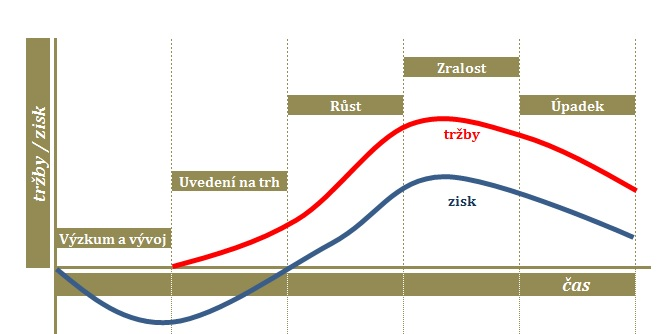 Zralost
Růst
Úpadek
tržby
tržby / zisk
Uvedení na trh
zisk
Výzkum a vývoj
čas